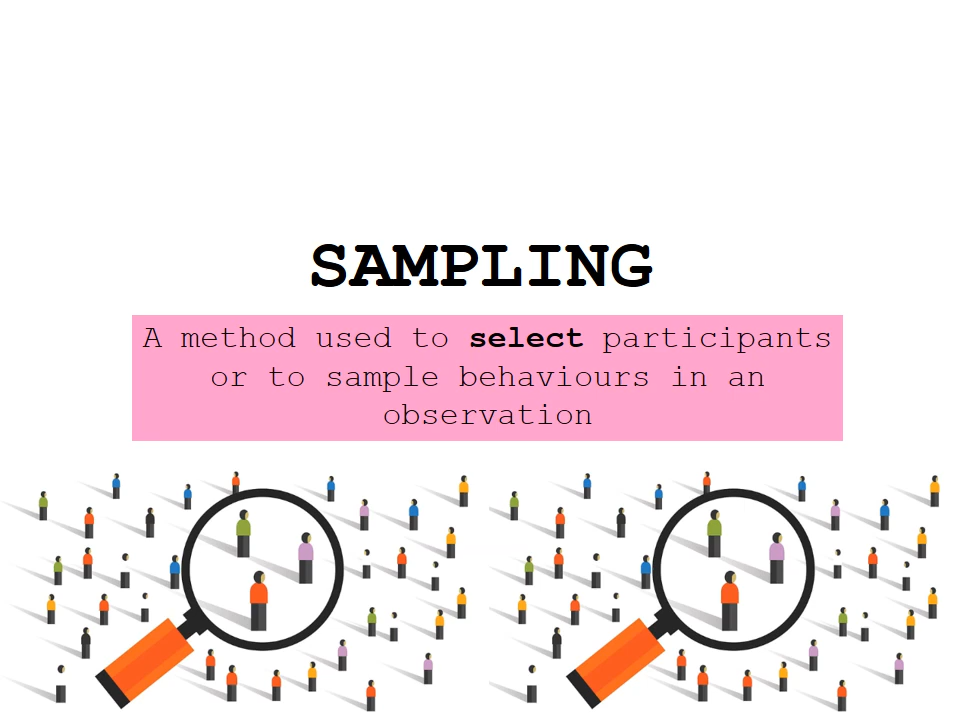 SAMPLING
A method used to select participants
or to sample behaviours in an
observation